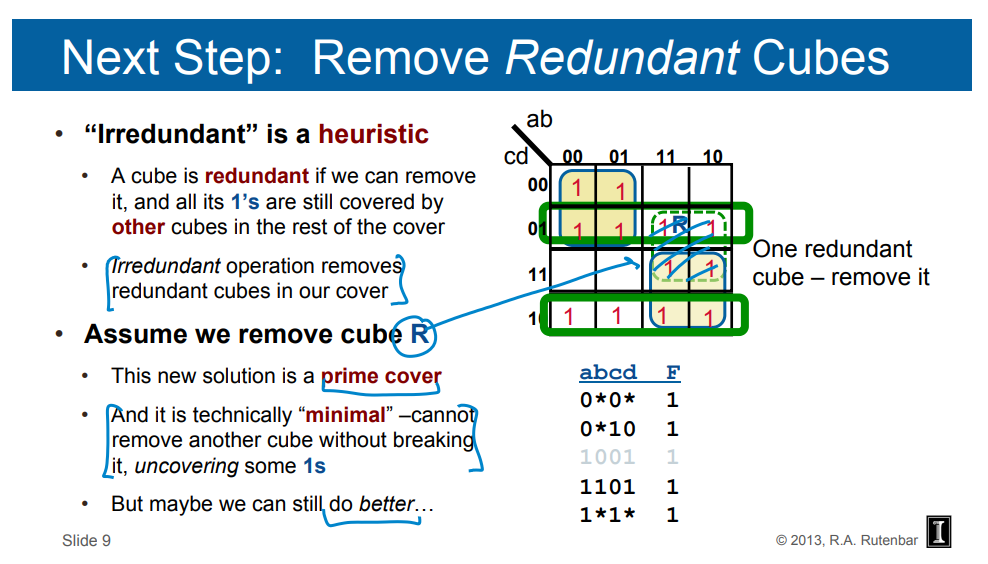 Next Step: Remove Redundant Cubes
• “Irredundant” is a heuristic
• A cube is redundant if we can remove
it, and all its 1’s are still covered by
other cubes in the rest of the cover
• Irredundant operation removes
redundant cubes in our cover
• Assume we remove cube R
• This new solution is a prime cover
• And it is technically “minimal” –cannot
remove another cube without breaking
it, uncovering some 1s
• But maybe we can still do better…
ab
cd 00 01 11 10
00 1 1
01 1 1 1 R 1
11 1 1
10 1 1 1 1
One redundant
cube – remove it
abcd F
0*0* 1
0*10 1
1001 1
1101 1
1*1* 1
Slide 9
© 2013, R.A. Rutenbar
I